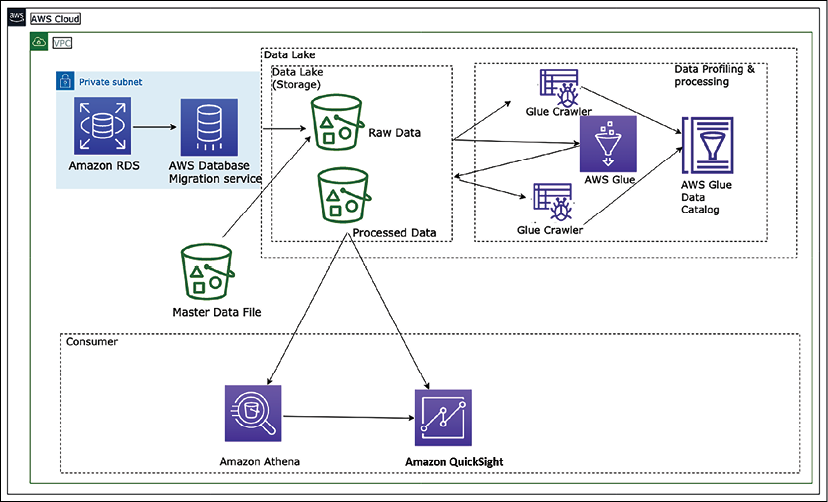 aws
AWS Cloud
VPC
Data Lake
Private subnet
Data Lake
(Storage)
Data Profiling &
processing
Raw Data
Glue Crawler
Amazon RDS
AWS Database
Migration service
AWS Glue
AWS Glue
Data
Catalog
Processed Data
Glue Crawler
Master Data File
Consumer
Amazon Athena
Amazon QuickSight